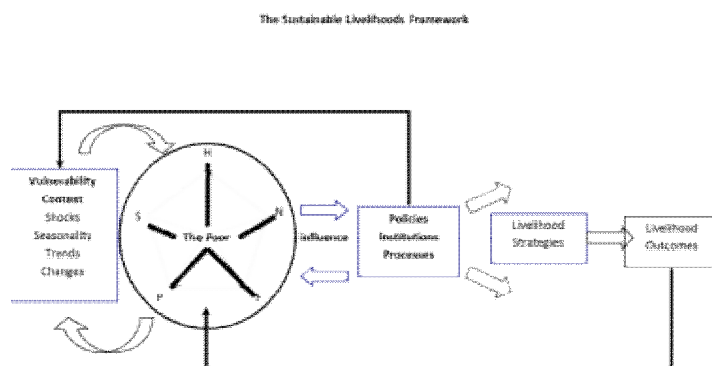 The Sustainable Livelihoods Framework
H
Vulnerability
Context
Shocks
Seasonality
Trends
Changes
S
N
The Poor
influence
Policies
Institutions
Processes
Livelihood
Strategies
Livelihood
Outcomes
P